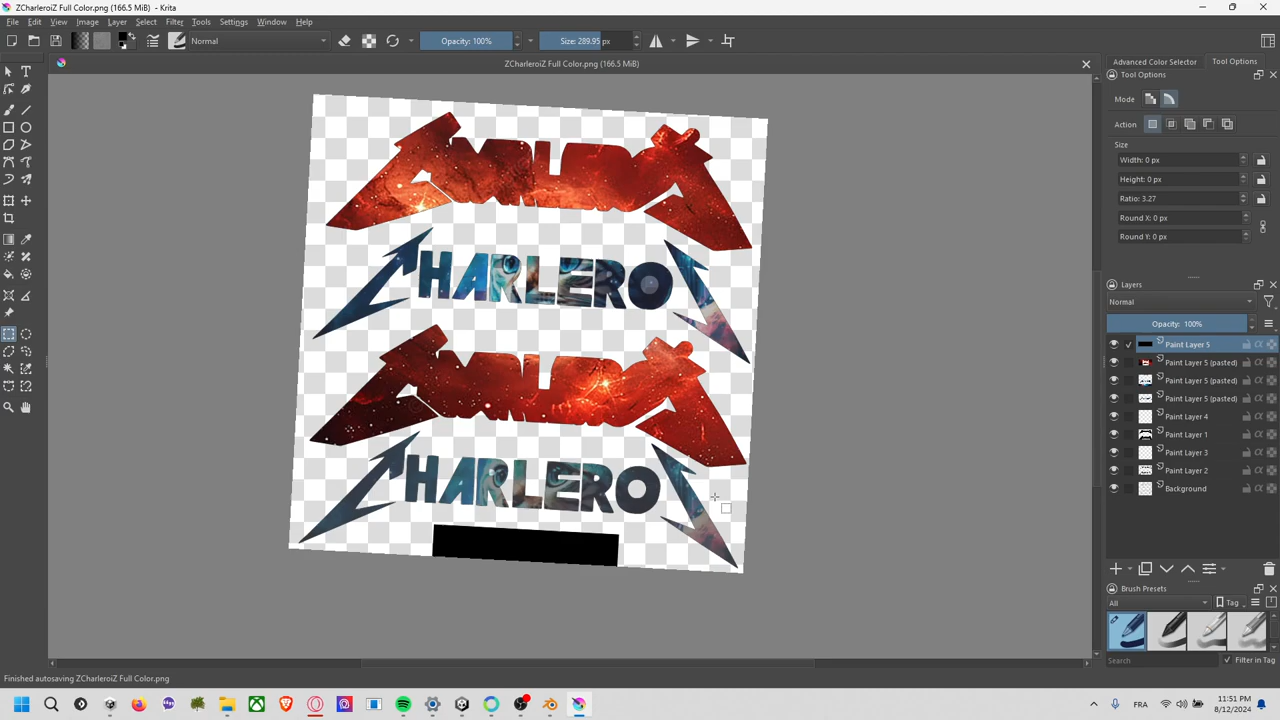 ZCharleroiZ Full Color.png (166.5 MiB) - Krita
File Edit View Image Layer Select Filter Tools Settings Window Help
Normal
Opacity: 100%
Size: 289.95 px
ZCharleroiZ Full Color.png (166.5 MiB)
Advanced Color Selector
Tool Options
Tool Options
Mode
Action
Size
Width: 0 px
Height: 0 px
Ratio: 3.27
Round X: 0 px
Round Y: 0 px
CHARLERO
CHARLERO
Layers
Normal
Opacity: 100%
Paint Layer 5
Paint Layer 5 (pasted)
Paint Layer 5 (pasted)
Paint Layer 5 (pasted)
Paint Layer 4
Paint Layer 1
Paint Layer 3
Paint Layer 2
Background
Brush Presets
All
Tag
Search
Filter in Tag
Finished autosaving ZCharleroiZ Full Color.png
FRA
11:51 PM
8/12/2024